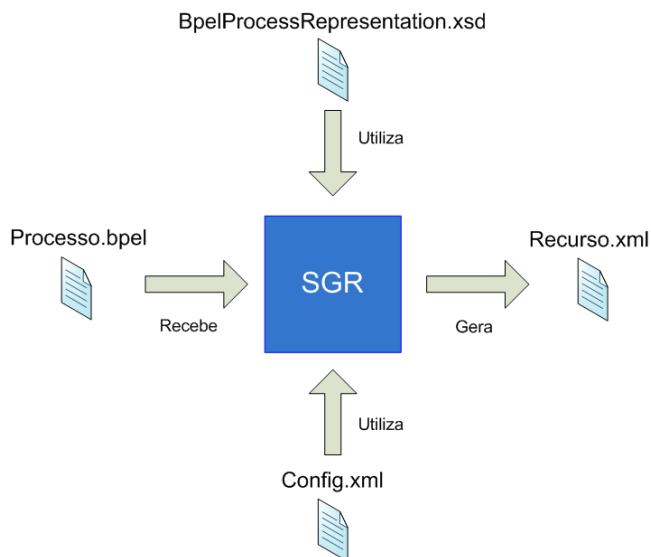 BpelProcessRepresentation.xsd
Utiliza
Processo.bpel
Recebe
SGR
Recurso.xml
Gera
Utiliza
Config.xml